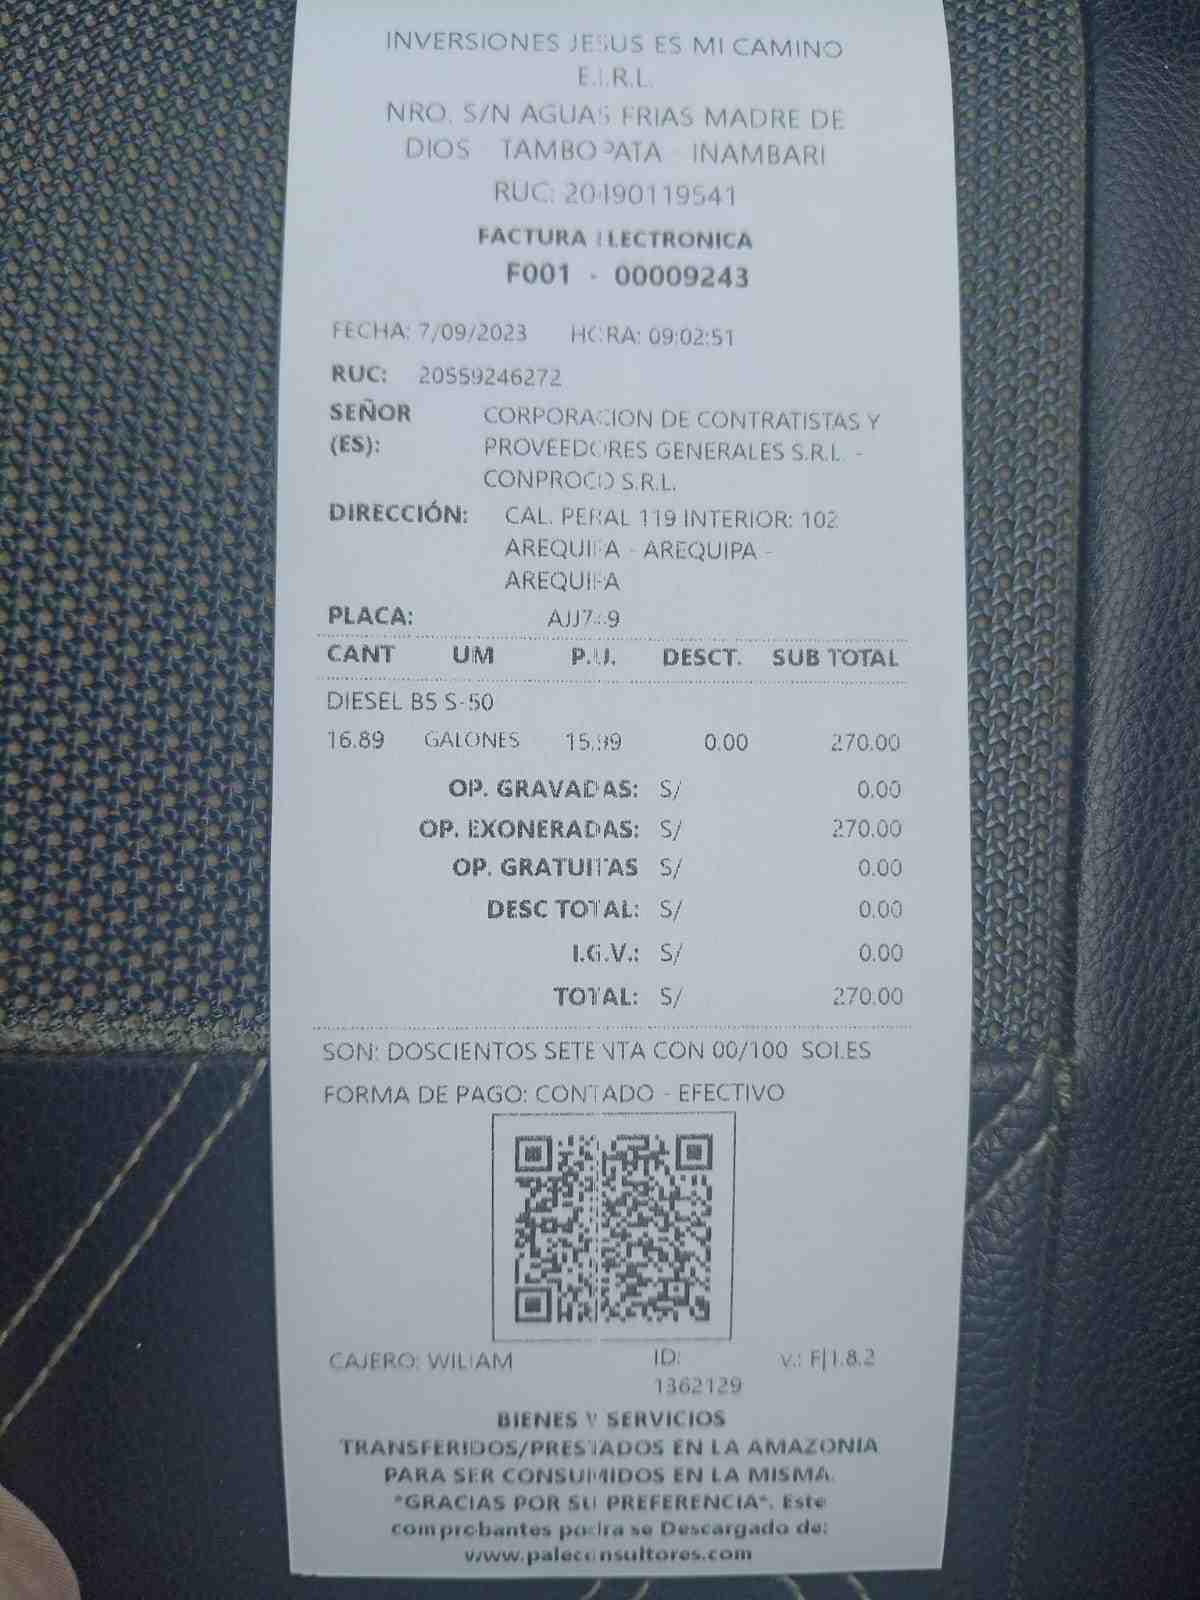 INVERSIONES JESUS ES MI CAMINO
E.I.R.L.
NRO. S/N AGUAS FRIAS MADRE DE
DIOS - TAMBOPATA - INAMBARI
RUC: 20490119541
FACTURA ELECTRONICA
F001 - 00009243
FECHA: 7/09/2023 HORA: 09:02:51
RUC: 20559246272
SEÑOR (ES): CORPORACION DE CONTRATISTAS Y
PROVEEDORES GENERALES S.R.L. -
CONPROCO S.R.L.
DIRECCIÓN: CAL. PERAL 119 INTERIOR: 102
AREQUIPA - AREQUIPA -
AREQUIPA
PLACA:
CANT UM P.U. DESCT. SUB TOTAL
DIESEL B5 S-50
16.89 GALONES 15.99 0.00 270.00
OP. GRAVADAS: S/ 0.00
OP. EXONERADAS: S/ 270.00
OP. GRATUITAS S/ 0.00
DESC TOTAL: S/ 0.00
I.G.V.: S/ 0.00
TOTAL: S/ 270.00
SON: DOSCIENTOS SETENTA CON 00/100 SOLES
FORMA DE PAGO: CONTADO - EFECTIVO
CAJERO: WILIAM ID: v.: F|1.8.2
1362129
BIENES Y SERVICIOS
TRANSFERIDOS/PRESTADOS EN LA AMAZONIA
PARA SER CONSUMIDOS EN LA MISMA.
*GRACIAS POR SU PREFERENCIA*. Este
comprobantes podra se Descargado de:
www.paleconsultores.com